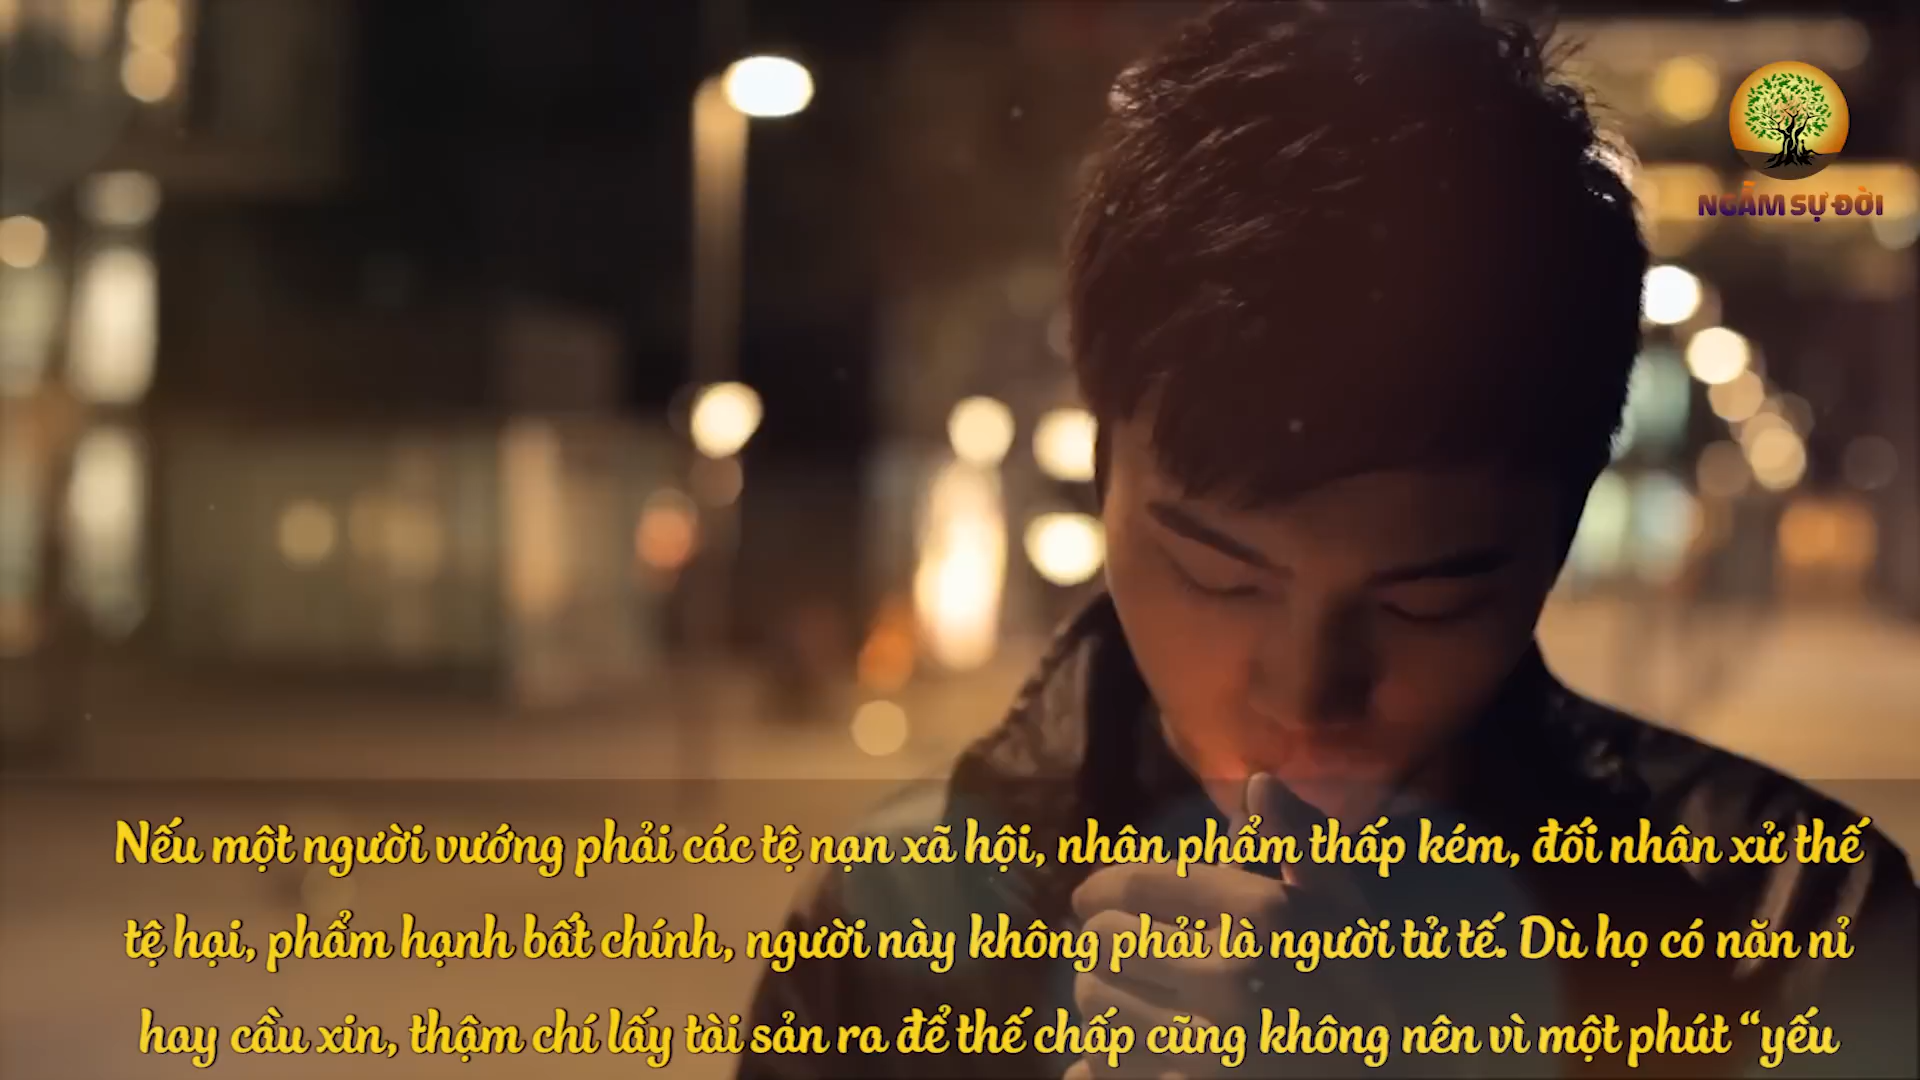 NGẪM SỰ ĐỜI
Nếu một người vướng phải các tệ nạn xã hội, nhân phẩm thấp kém, đối nhân xử thế
tệ hại, phẩm hạnh bất chính, người này không phải là người tử tế. Dù họ có năn nỉ
hay cầu xin, thậm chí lấy tài sản ra để thế chấp cũng không nên vì một phút “yếu